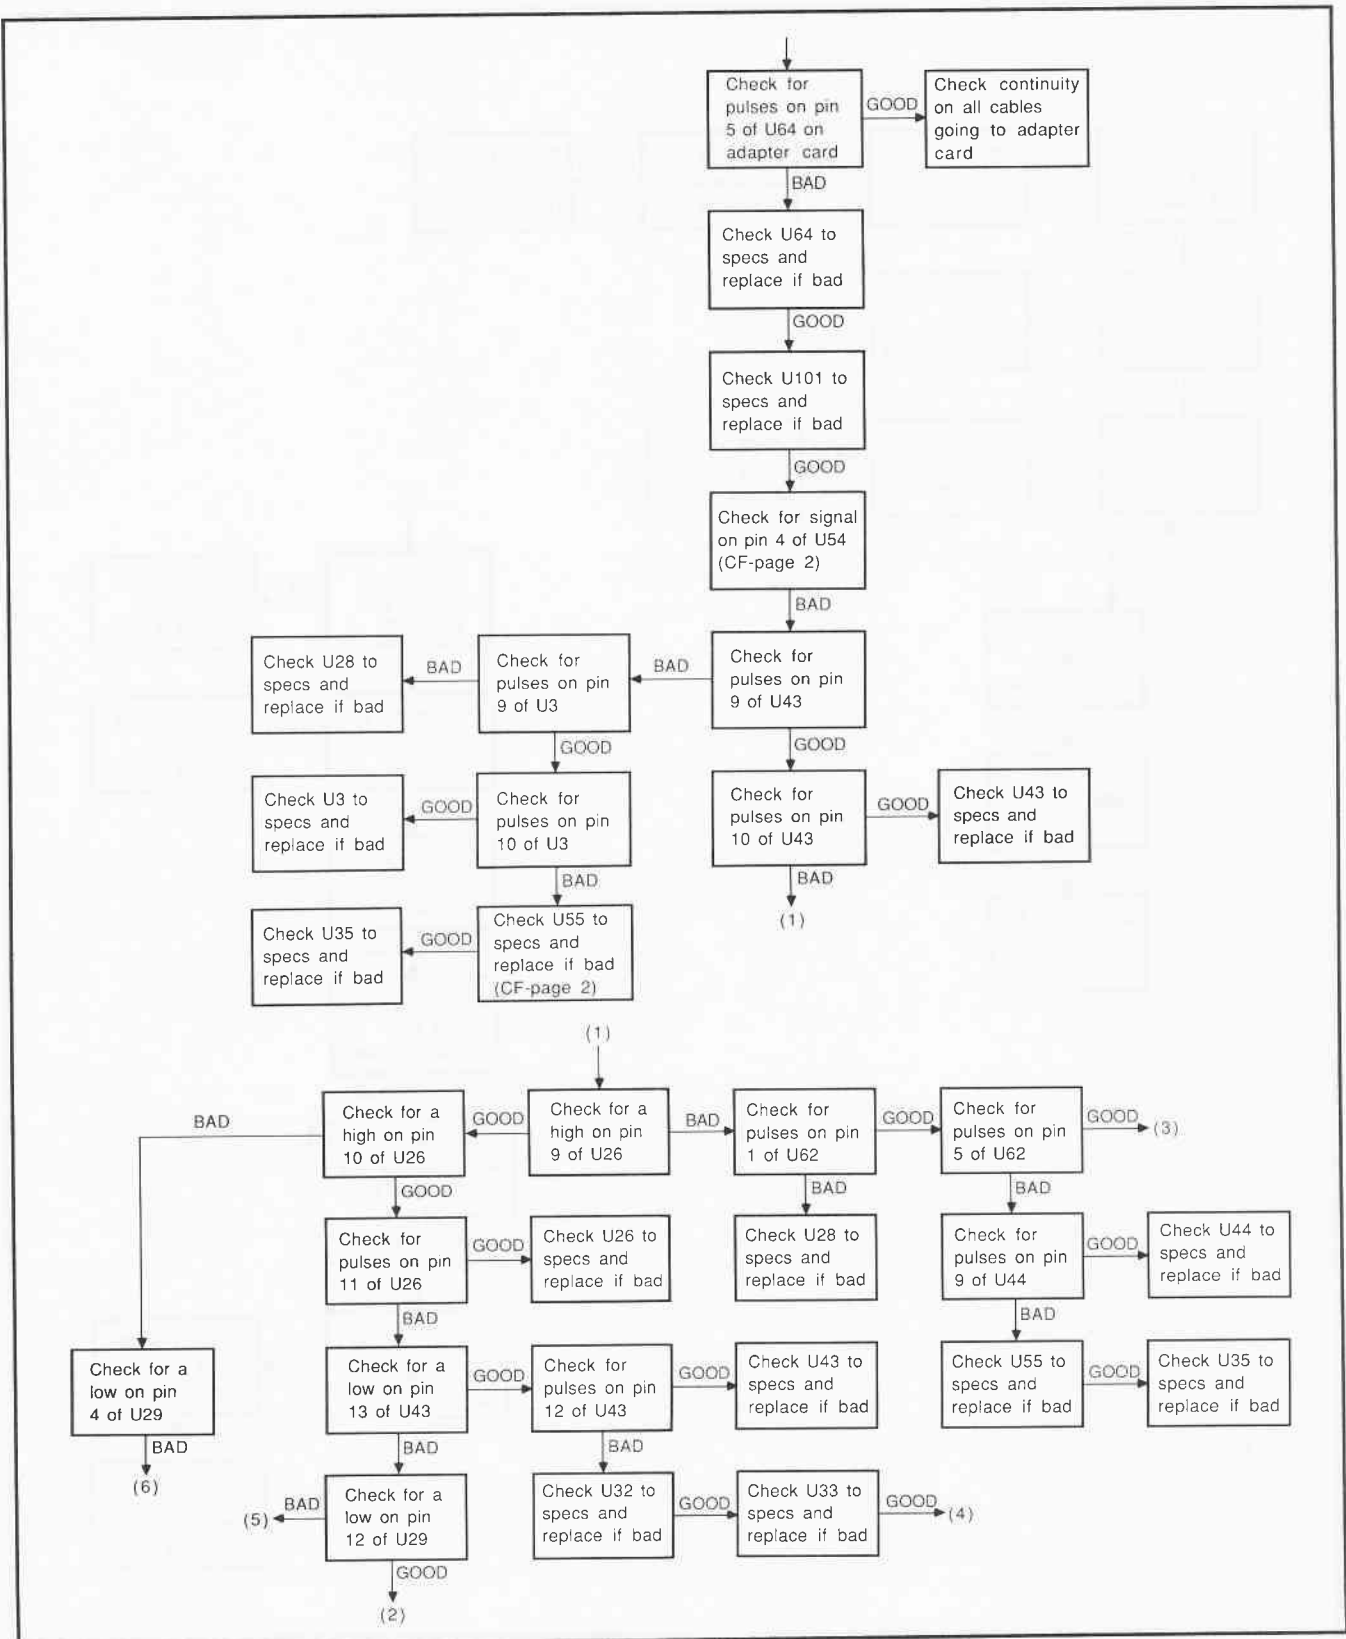 Check for
pulses on pin
5 of U64 on
adapter card
GOOD
Check continuity
on all cables
going to adapter
card
BAD
Check U64 to
specs and
replace if bad
GOOD
Check U101 to
specs and
replace if bad
GOOD
Check for signal
on pin 4 of U54
(CF-page 2)
BAD
Check U28 to
specs and
replace if bad
BAD
Check for
pulses on pin
9 of U3
BAD
Check for
pulses on pin
9 of U43
GOOD
GOOD
Check U3 to
specs and
replace if bad
GOOD
Check for
pulses on pin
10 of U3
Check for
pulses on pin
10 of U43
GOOD
Check U43 to
specs and
replace if bad
BAD
BAD
(1)
Check U35 to
specs and
replace if bad
GOOD
Check U55 to
specs and
replace if bad
(CF-page 2)
(1)
BAD
Check for a
high on pin
10 of U26
GOOD
Check for a
high on pin
9 of U26
BAD
Check for
pulses on pin
1 of U62
GOOD
Check for
pulses on pin
5 of U62
GOOD
(3)
GOOD
BAD
BAD
Check for
pulses on pin
11 of U26
GOOD
Check U26 to
specs and
replace if bad
Check U28 to
specs and
replace if bad
Check for
pulses on pin
9 of U44
GOOD
Check U44 to
specs and
replace if bad
BAD
BAD
Check for a
low on pin
4 of U29
Check for a
low on pin
13 of U43
GOOD
Check for
pulses on pin
12 of U43
GOOD
Check U43 to
specs and
replace if bad
Check U55 to
specs and
replace if bad
GOOD
Check U35 to
specs and
replace if bad
BAD
BAD
BAD
(6)
(5)
BAD
Check for a
low on pin
12 of U29
Check U32 to
specs and
replace if bad
GOOD
Check U33 to
specs and
replace if bad
GOOD
(4)
GOOD
(2)